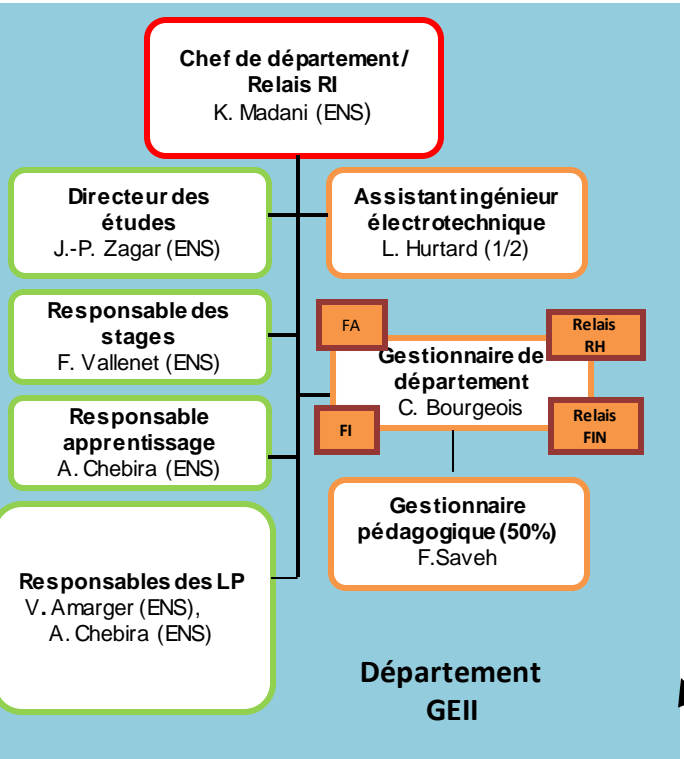 Chef de département/
Relais RI
K. Madani (ENS)
Directeur des
études
J.-P. Zagar (ENS)
Assistant ingénieur
électrotechnique
L. Hurtard (1/2)
Responsable des
stages
F. Vallenet (ENS)
FA
Relais
RH
Gestionnaire de
département
C. Bourgeois
FI
Relais
FIN
Responsable
apprentissage
A. Chebira (ENS)
Gestionnaire
pédagogique (50%)
F.Saveh
Responsables des LP
V. Amarger (ENS),
A. Chebira (ENS)
Département
GEII